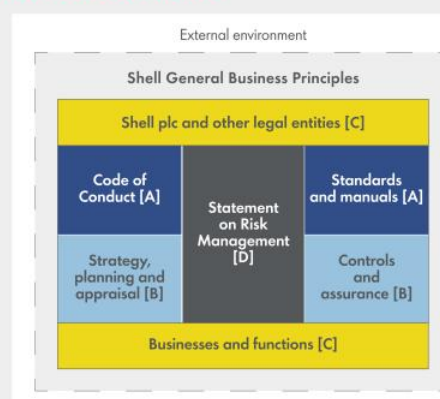 External environment
Shell General Business Principles
Shell plc and other legal entities [C]
Code of
Conduct [A]
Statement
on Risk
Management
[D]
Standards
and manuals [A]
Strategy,
planning and
appraisal [B]
Controls
and
assurance [B]
Businesses and functions [C]